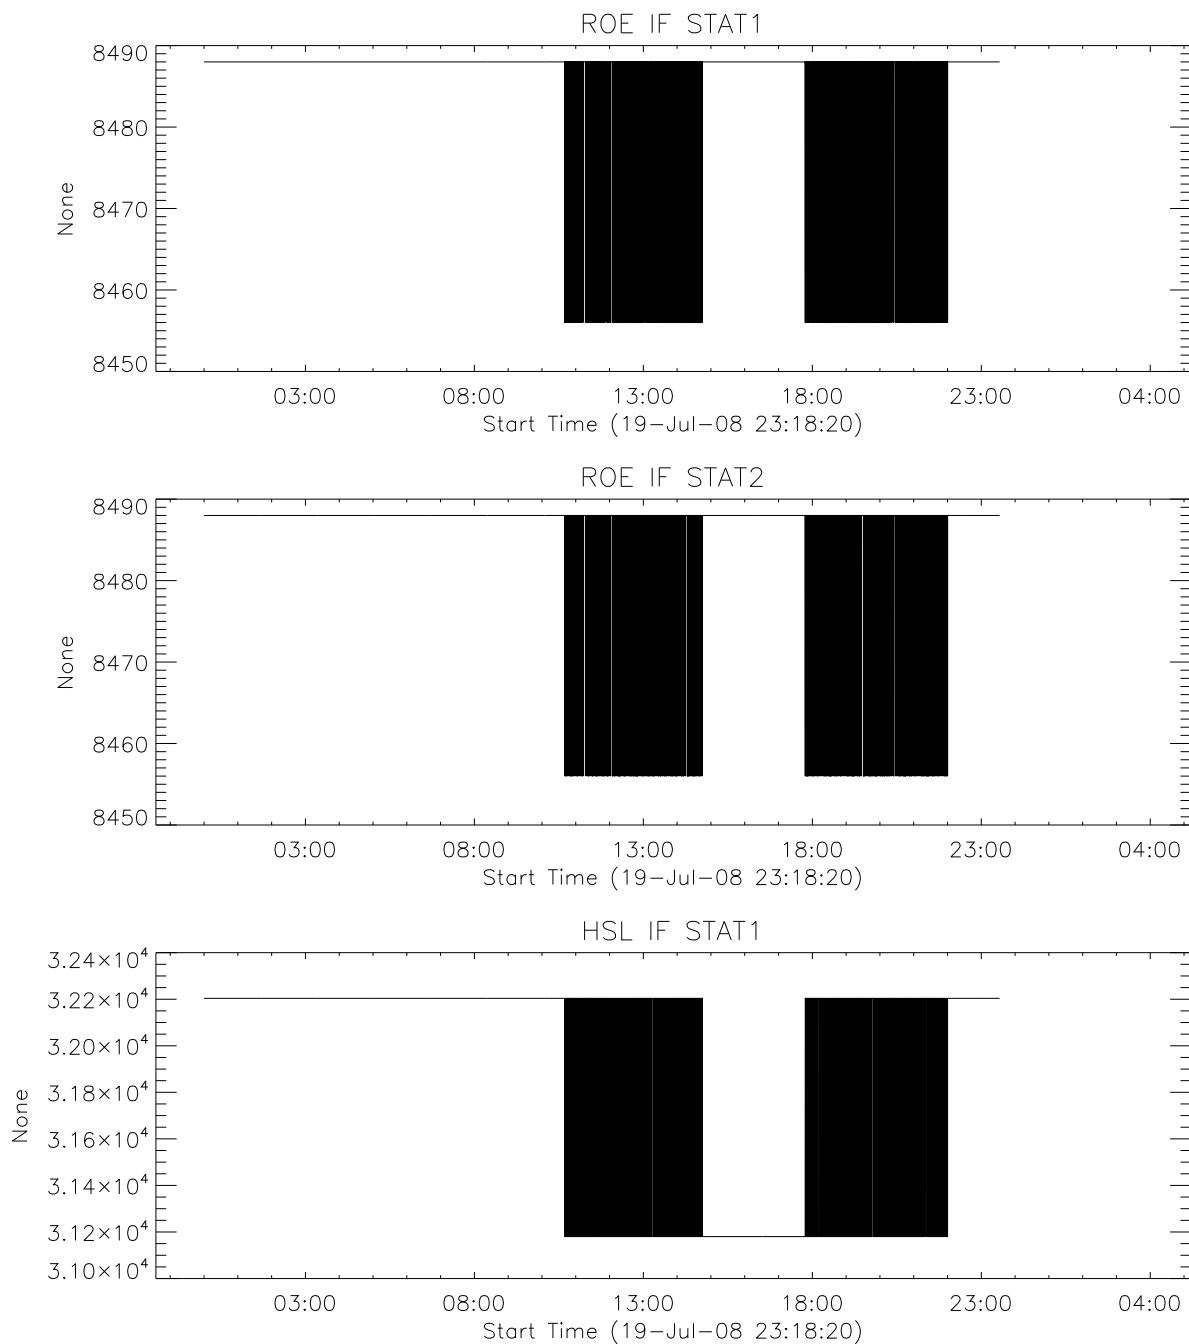 ROE IF STAT1
8490
8480
8470
8460
8450
None
03:00 08:00 13:00 18:00 23:00 04:00
Start Time (19-Jul-08 23:18:20)
ROE IF STAT2
8490
8480
8470
8460
8450
None
03:00 08:00 13:00 18:00 23:00 04:00
Start Time (19-Jul-08 23:18:20)
HSL IF STAT1
3.24×10⁴
3.22×10⁴
3.20×10⁴
3.18×10⁴
3.16×10⁴
3.14×10⁴
3.12×10⁴
3.10×10⁴
None
03:00 08:00 13:00 18:00 23:00 04:00
Start Time (19-Jul-08 23:18:20)